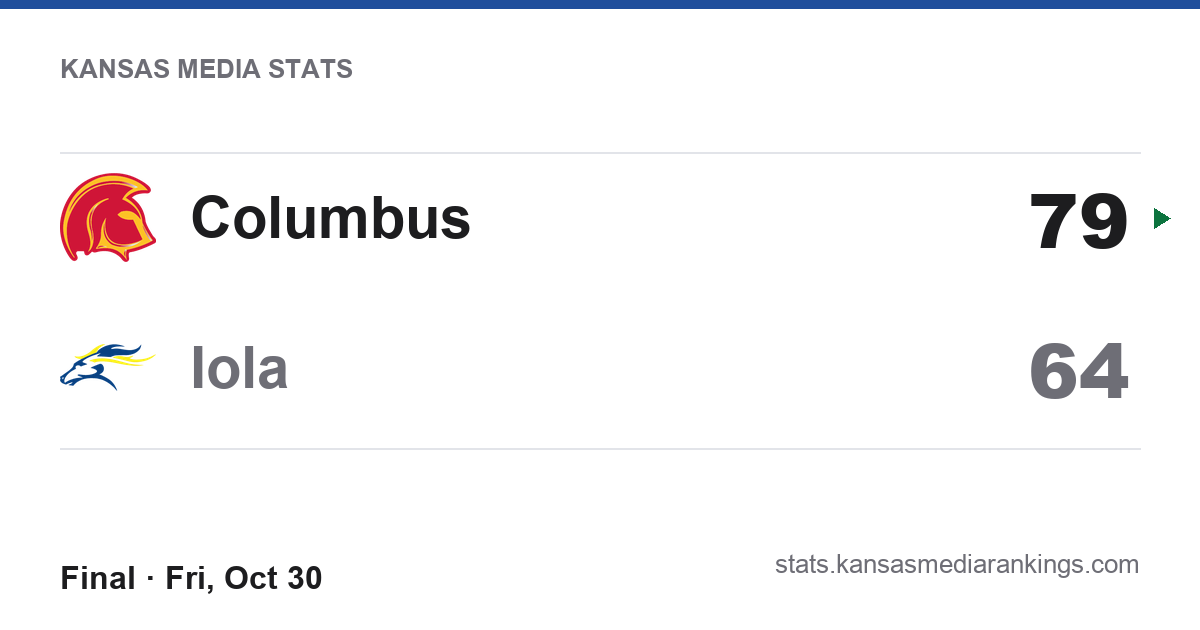 KANSAS MEDIA STATS
Columbus 79
Iola 64
Final · Fri, Oct 30
stats.kansasmediarankings.com